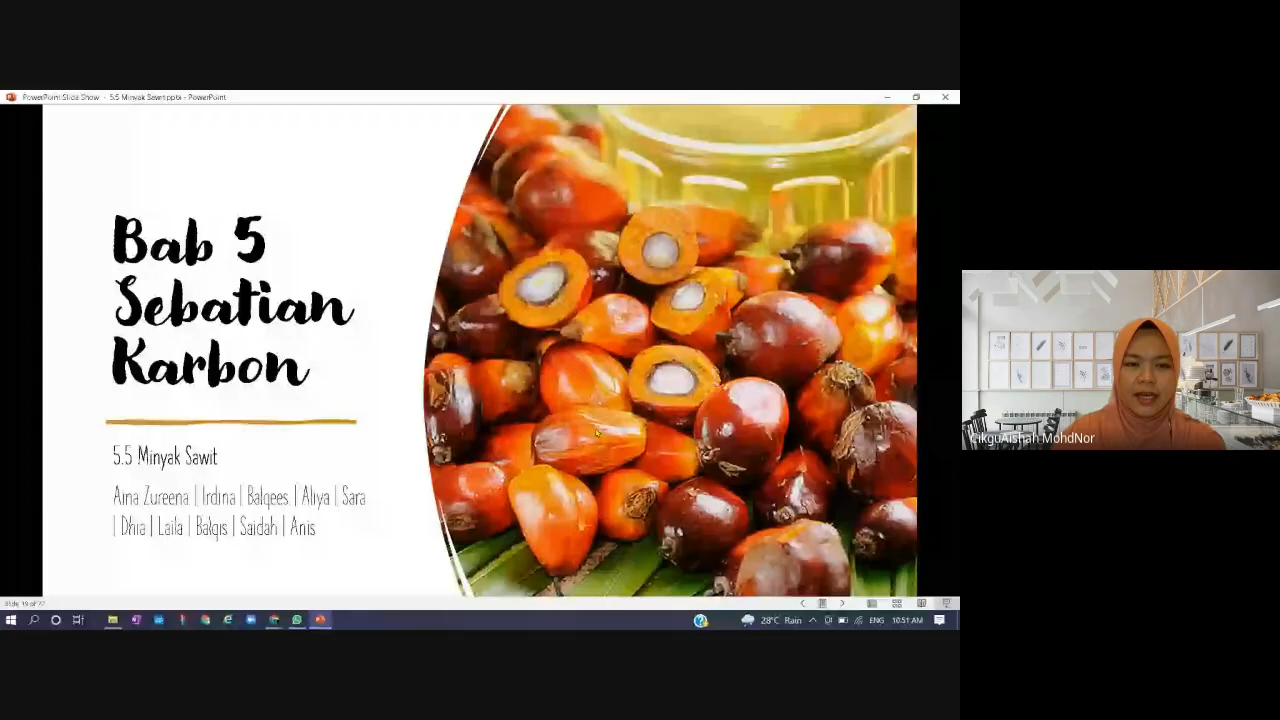 PowerPoint Slide Show - 5.5 Minyak Sawit.pptx - PowerPoint
Bab 5
Sebatian
Karbon
5.5 Minyak Sawit
Aina Zureena | Irdina | Balqees | Aliya | Sara
| Dhia | Laila | Balqis | Saidah | Anis
CikguAishah MohdNor
28°C Rain
ENG
10:51 AM